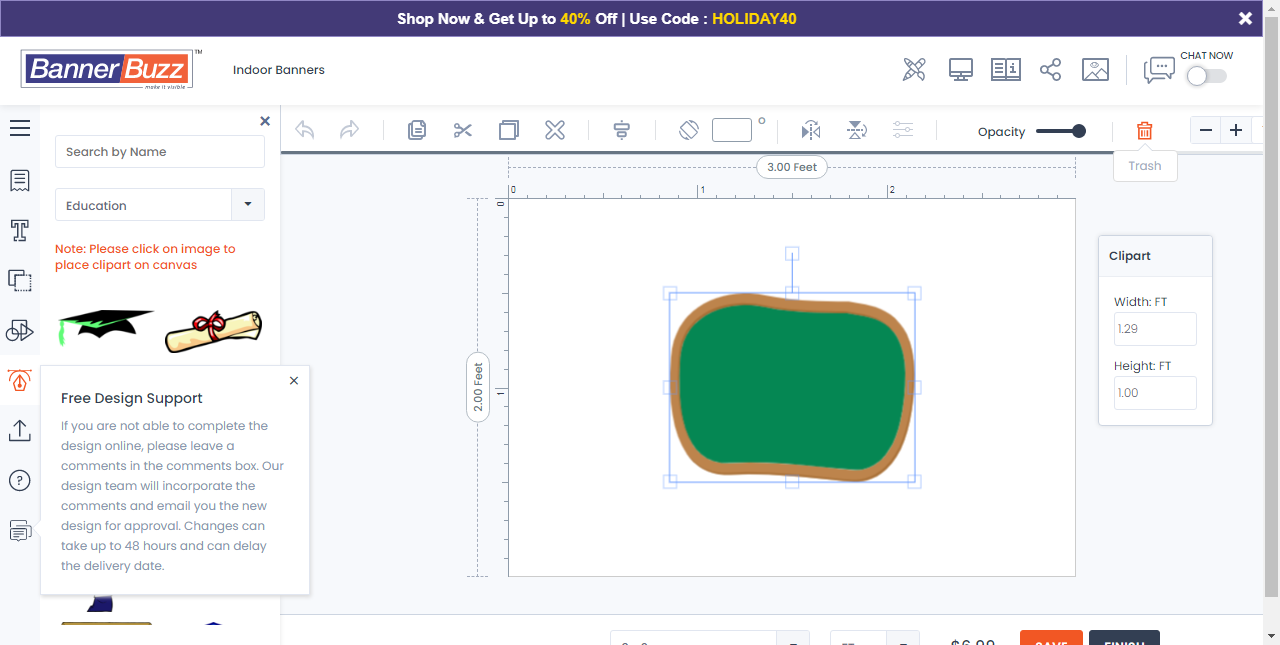 Shop Now & Get Up to 40% Off | Use Code : HOLIDAY40
BannerBuzz™
make it visible
Indoor Banners
CHAT NOW
Search by Name
Opacity
Trash
Education
Note: Please click on image to
place clipart on canvas
3.00 Feet
0 1 2
0
1
2.00 Feet
Clipart
Width: FT
1.29
Height: FT
1.00
Free Design Support
If you are not able to complete the
design online, please leave a
comments in the comments box. Our
design team will incorporate the
comments and email you the new
design for approval. Changes can
take up to 48 hours and can delay
the delivery date.
SAVE
FINISH